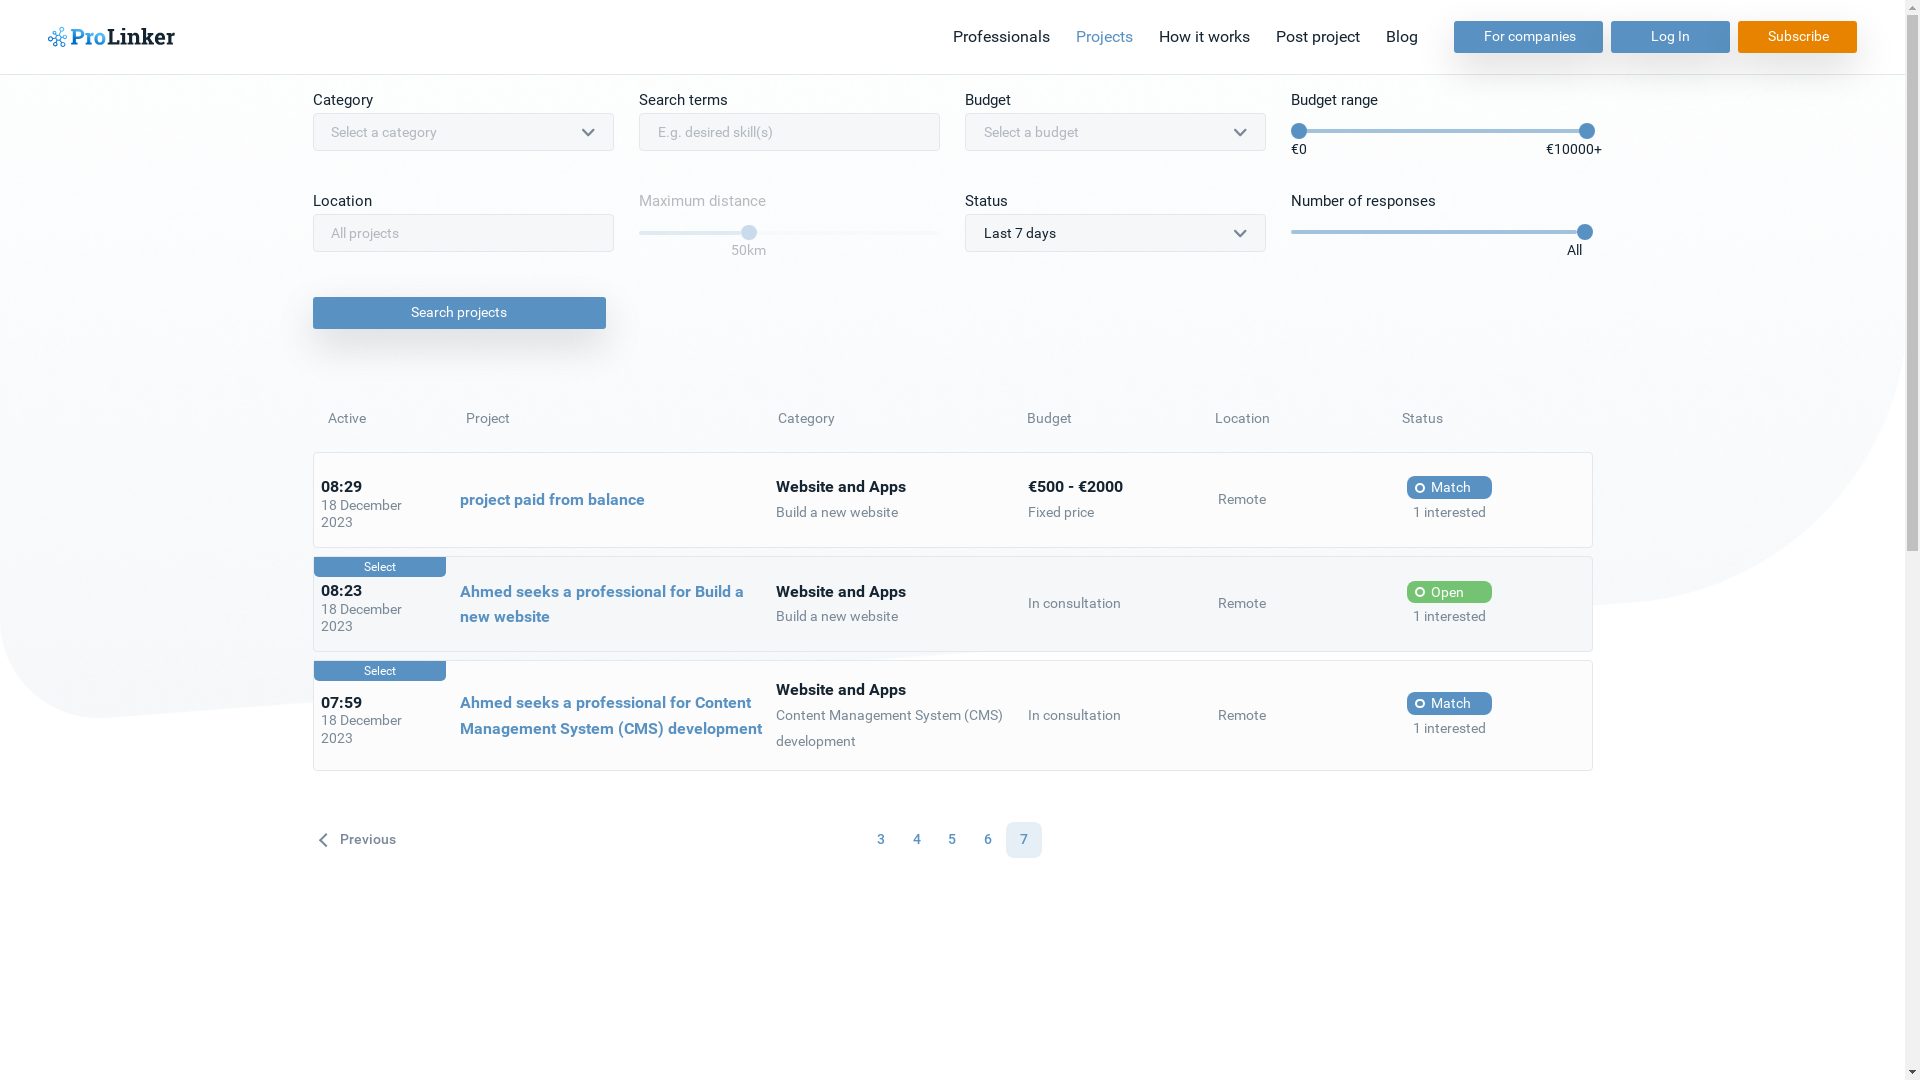 ProLinker
Professionals Projects How it works Post project Blog For companies Log In Subscribe
Category Search terms Budget Budget range
Select a category E.g. desired skill(s) Select a budget
€0 €10000+
Location Maximum distance Status Number of responses
All projects Last 7 days
50km All
Search projects
Active Project Category Budget Location Status
08:29
18 December
2023
project paid from balance
Website and Apps
Build a new website
€500 - €2000
Fixed price
Remote
Match
1 interested
Select
08:23
18 December
2023
Ahmed seeks a professional for Build a
new website
Website and Apps
Build a new website
In consultation
Remote
Open
1 interested
Select
07:59
18 December
2023
Ahmed seeks a professional for Content
Management System (CMS) development
Website and Apps
Content Management System (CMS)
development
In consultation
Remote
Match
1 interested
Previous 3 4 5 6 7